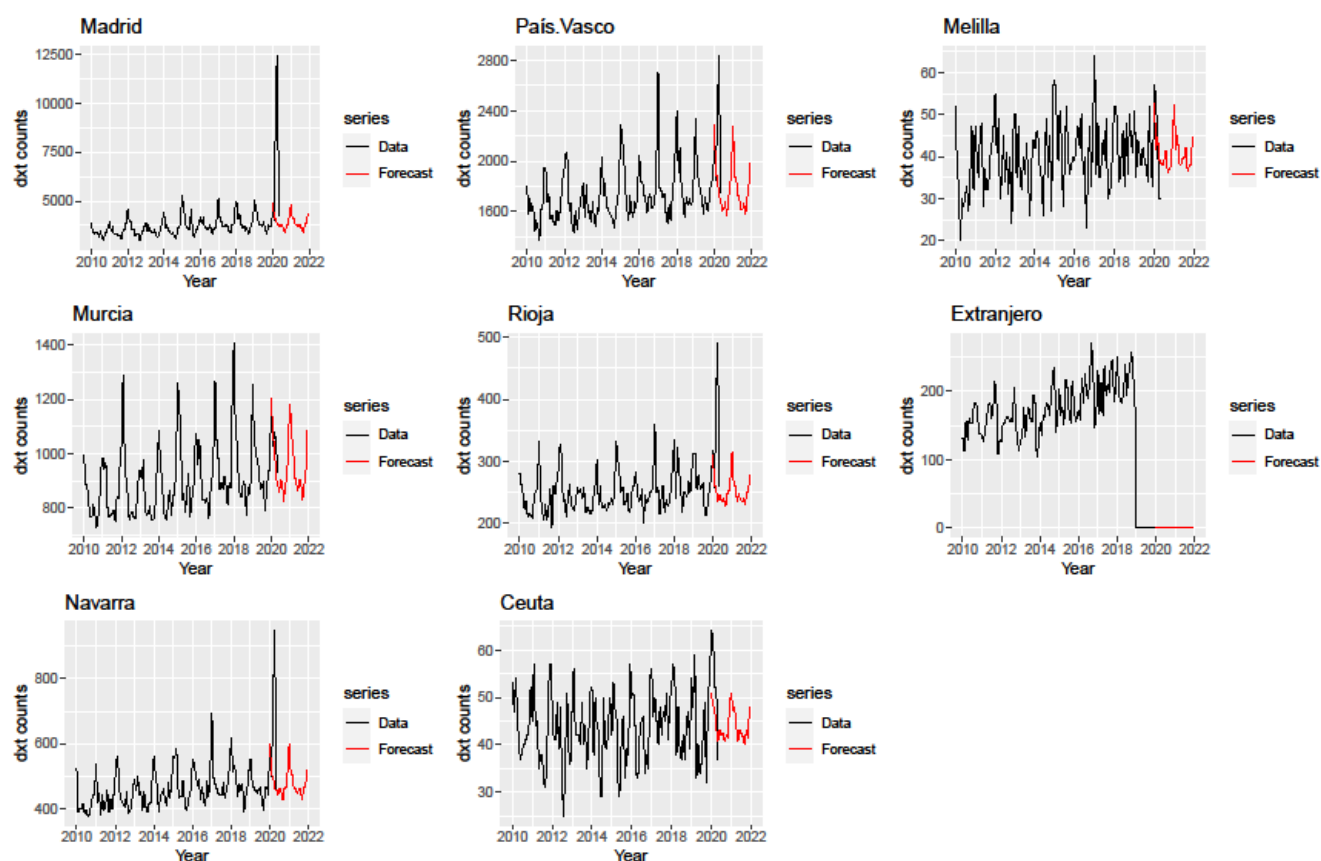 Madrid
12500
10000
7500
5000
dxt counts
2010 2012 2014 2016 2018 2020 2022
Year
series
Data
Forecast
País.Vasco
2800
2400
2000
1600
dxt counts
2010 2012 2014 2016 2018 2020 2022
Year
series
Data
Forecast
Melilla
60
50
40
30
20
dxt counts
2010 2012 2014 2016 2018 2020 2022
Year
series
Data
Forecast
Murcia
1400
1200
1000
800
dxt counts
2010 2012 2014 2016 2018 2020 2022
Year
series
Data
Forecast
Rioja
500
400
300
200
dxt counts
2010 2012 2014 2016 2018 2020 2022
Year
series
Data
Forecast
Extranjero
200
100
0
dxt counts
2010 2012 2014 2016 2018 2020 2022
Year
series
Data
Forecast
Navarra
800
600
400
dxt counts
2010 2012 2014 2016 2018 2020 2022
Year
series
Data
Forecast
Ceuta
60
50
40
30
dxt counts
2010 2012 2014 2016 2018 2020 2022
Year
series
Data
Forecast